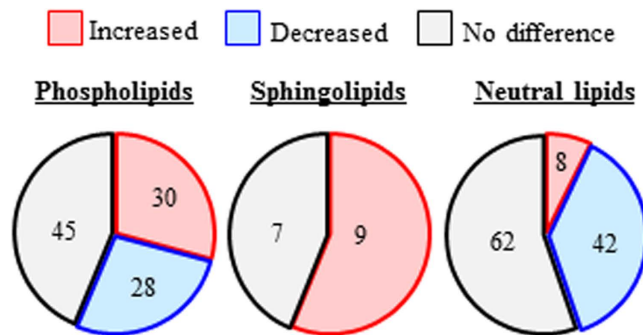 Increased Decreased No difference
Phospholipids Sphingolipids Neutral lipids
45 30 28
7 9
8 62 42